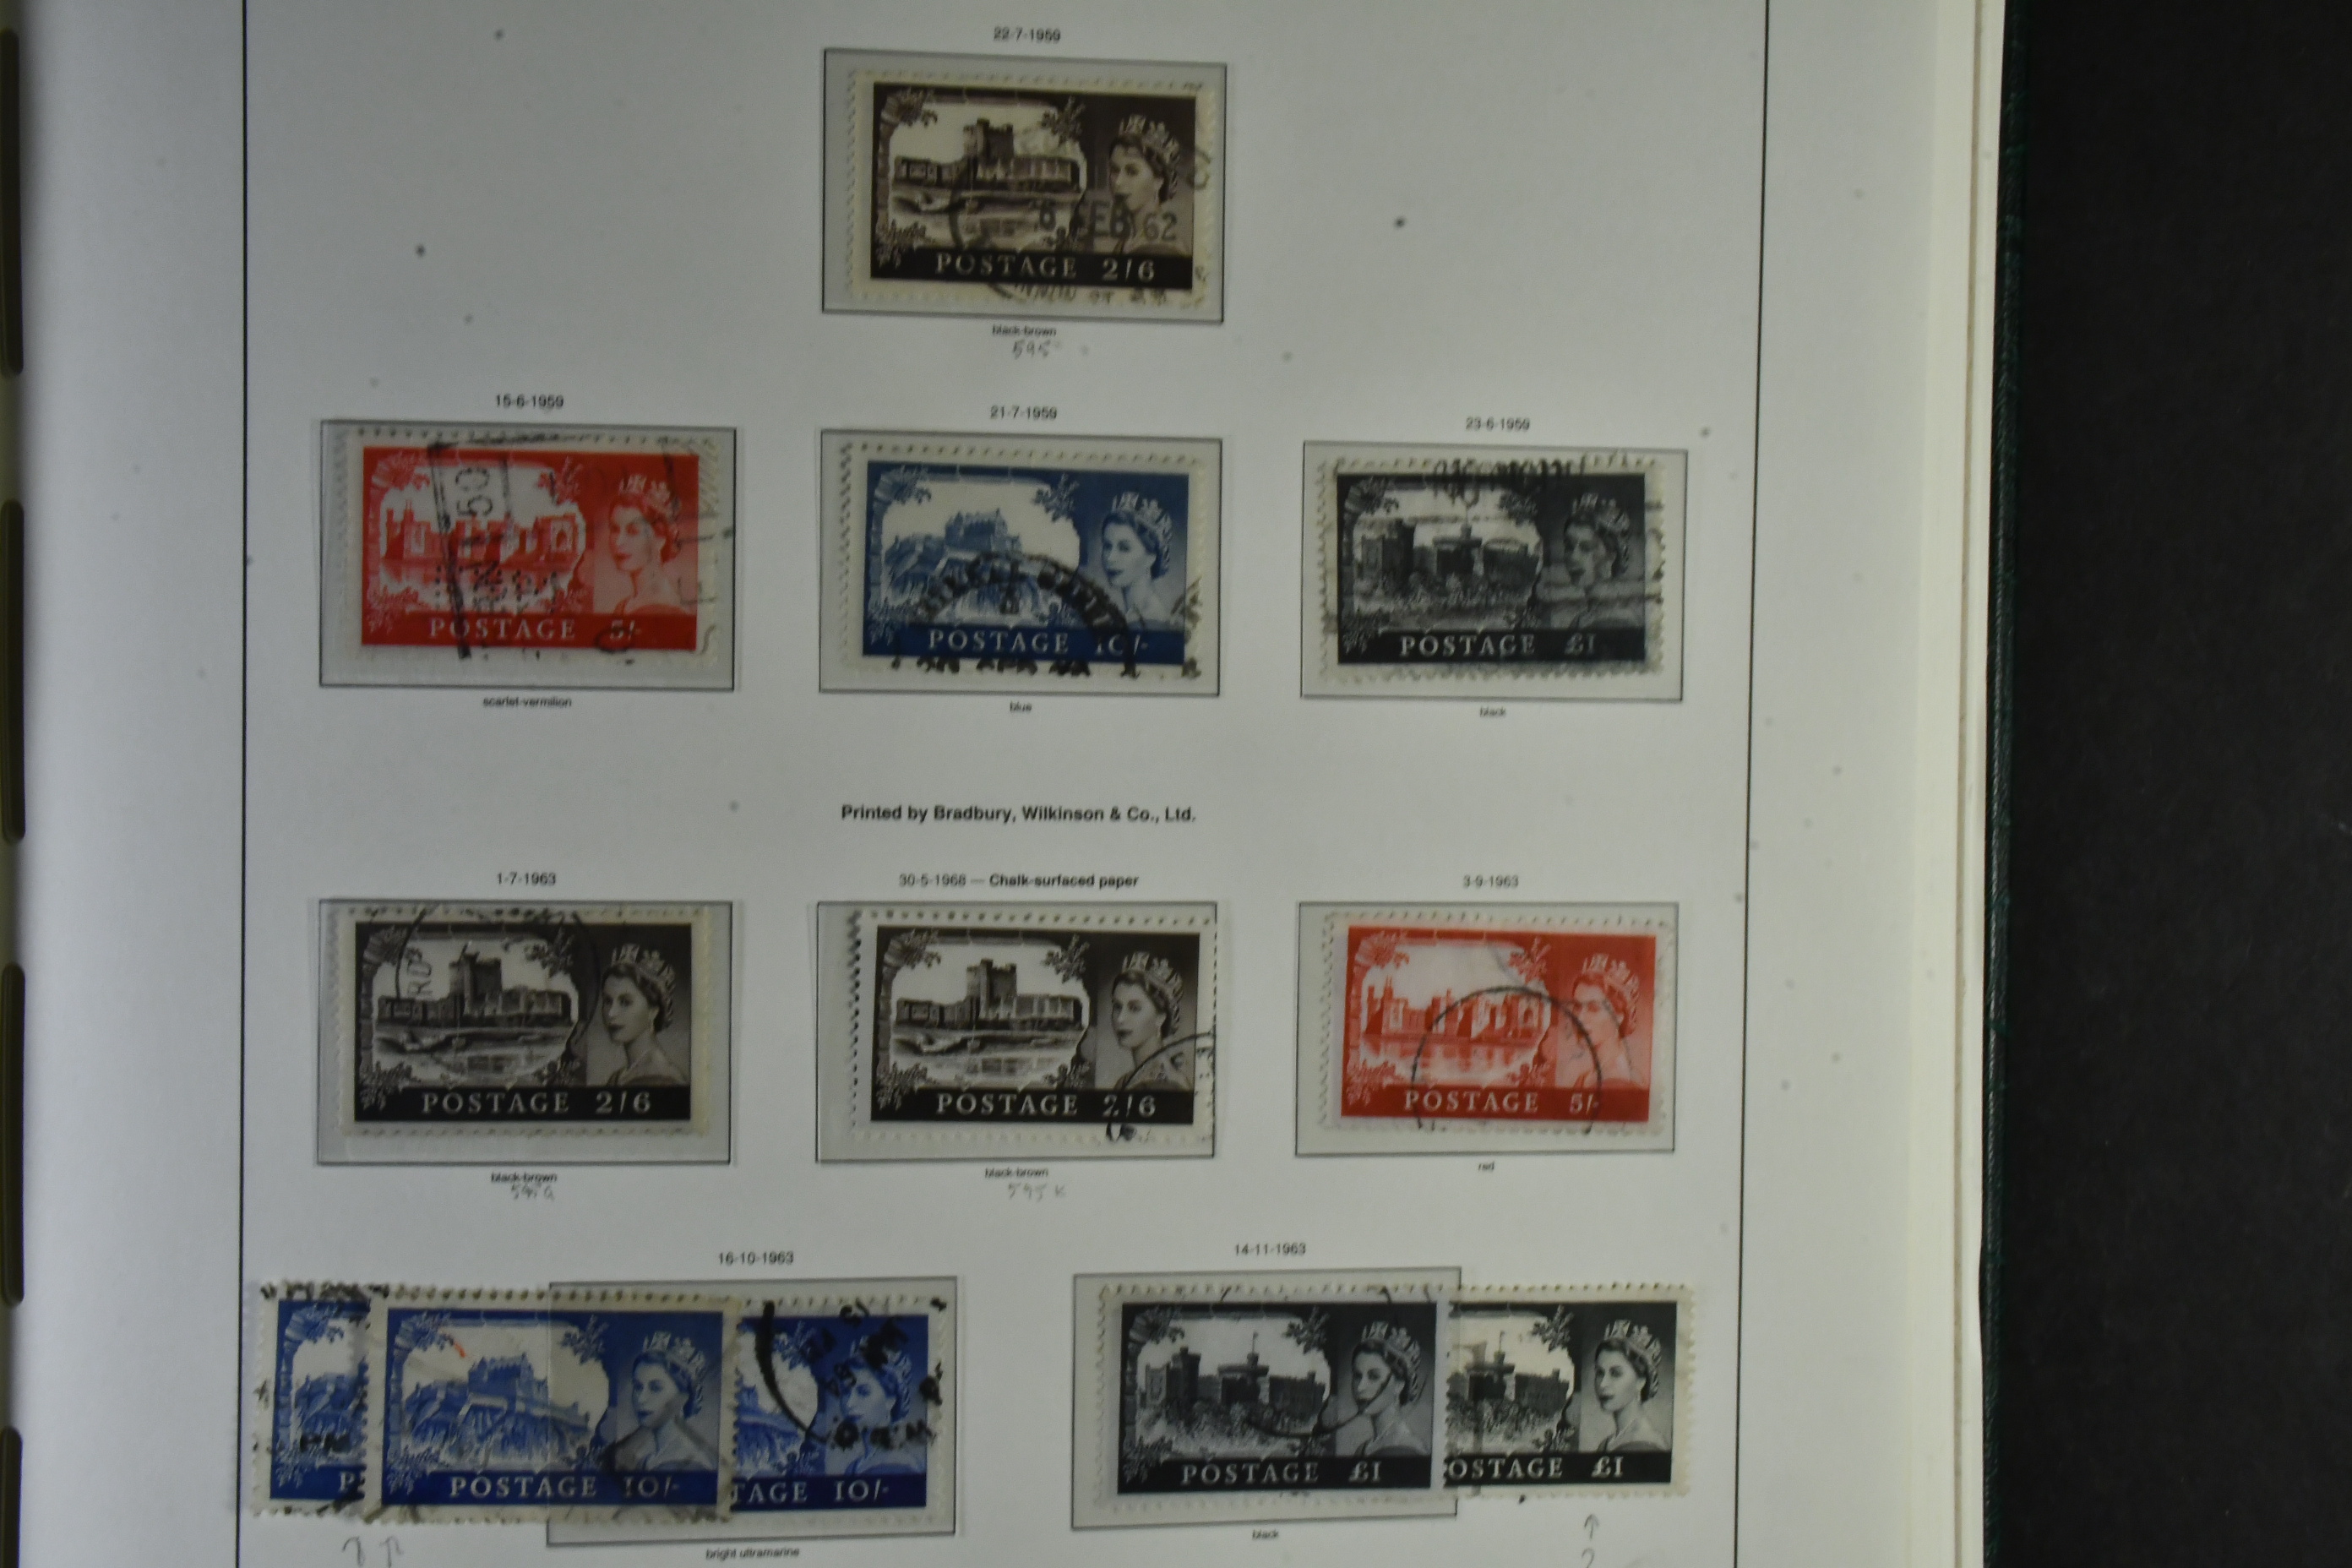 22-7-1959
6 FEB 62
POSTAGE 2/6
black-brown
595
15-6-1959
21-7-1959
23-6-1959
POSTAGE 5/-
POSTAGE 10/-
POSTAGE £1
scarlet-vermilion
blue
black
Printed by Bradbury, Wilkinson & Co., Ltd.
1-7-1963
30-5-1968 — Chalk-surfaced paper
3-9-1963
POSTAGE 2/6
POSTAGE 2/6
POSTAGE 5/-
black-brown
black-brown
red
595a
595 K
16-10-1963
14-11-1963
P
POSTAGE 10/-
TAGE 10/-
POSTAGE £1
OSTAGE £1
bright ultramarine
black
?